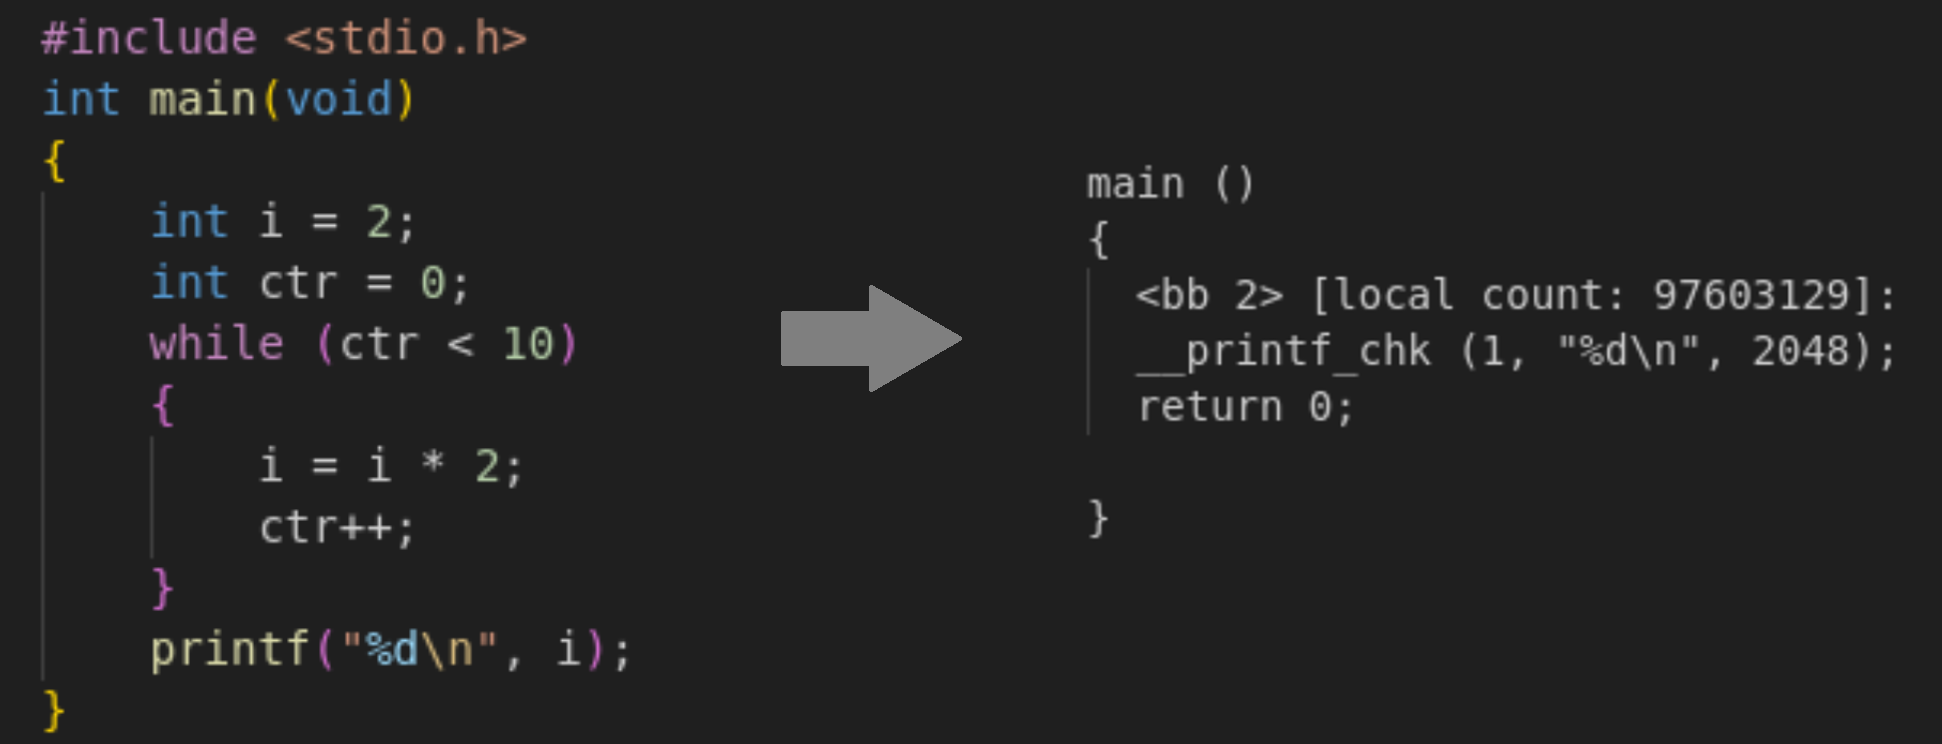 #include <stdio.h>
int main(void)
{
    int i = 2;
    int ctr = 0;
    while (ctr < 10)
    {
        i = i * 2;
        ctr++;
    }
    printf("%d\n", i);
}
main ()
{
  <bb 2> [local count: 97603129]:
  __printf_chk (1, "%d\n", 2048);
  return 0;
}